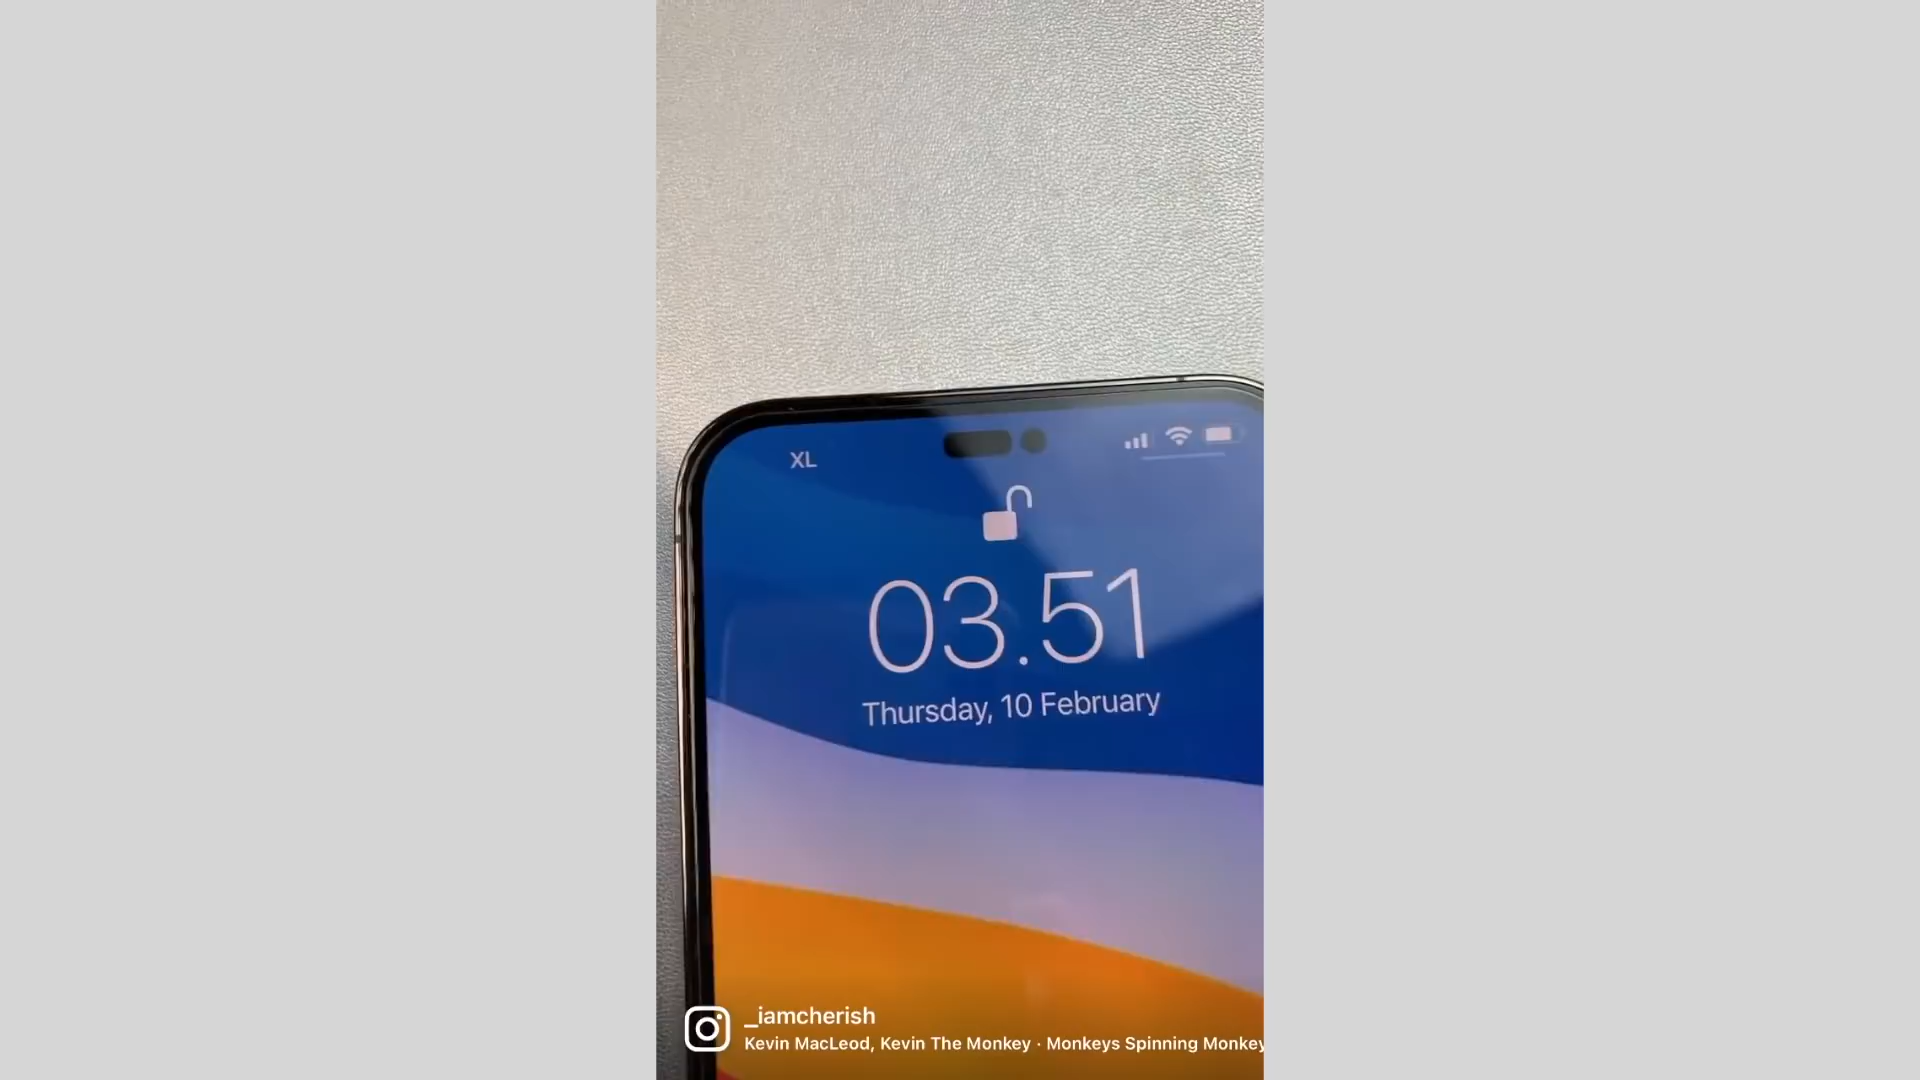 XL
03.51
Thursday, 10 February
_iamcherish
Kevin MacLeod, Kevin The Monkey · Monkeys Spinning Monkey